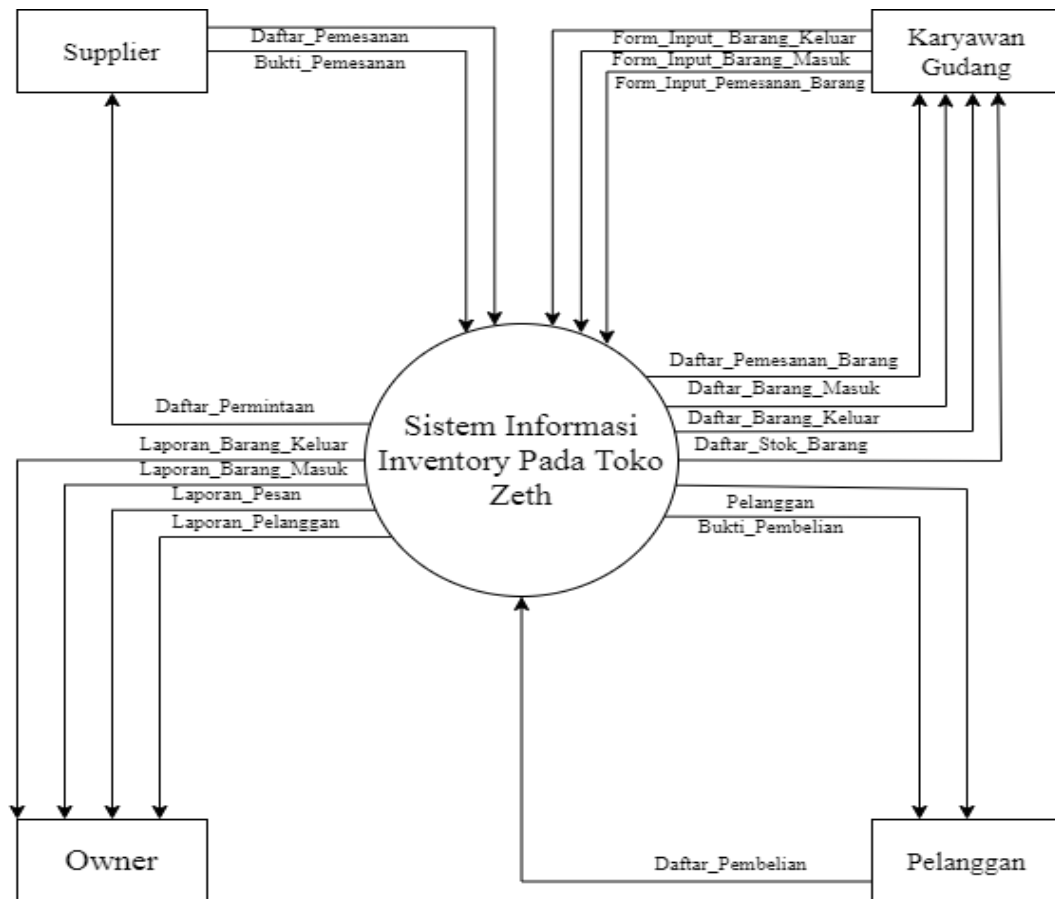 Supplier
Daftar_Pemesanan
Bukti_Pemesanan
Form_Input_ Barang_Keluar
Form_Input_Barang_Masuk
Form_Input_Pemesanan_Barang
Karyawan
Gudang
Daftar_Permintaan
Laporan_Barang_Keluar
Laporan_Barang_Masuk
Laporan_Pesan
Laporan_Pelanggan
Sistem Informasi
Inventory Pada Toko
Zeth
Daftar_Pemesanan_Barang
Daftar_Barang_Masuk
Daftar_Barang_Keluar
Daftar_Stok_Barang
Pelanggan
Bukti_Pembelian
Owner
Daftar_Pembelian
Pelanggan